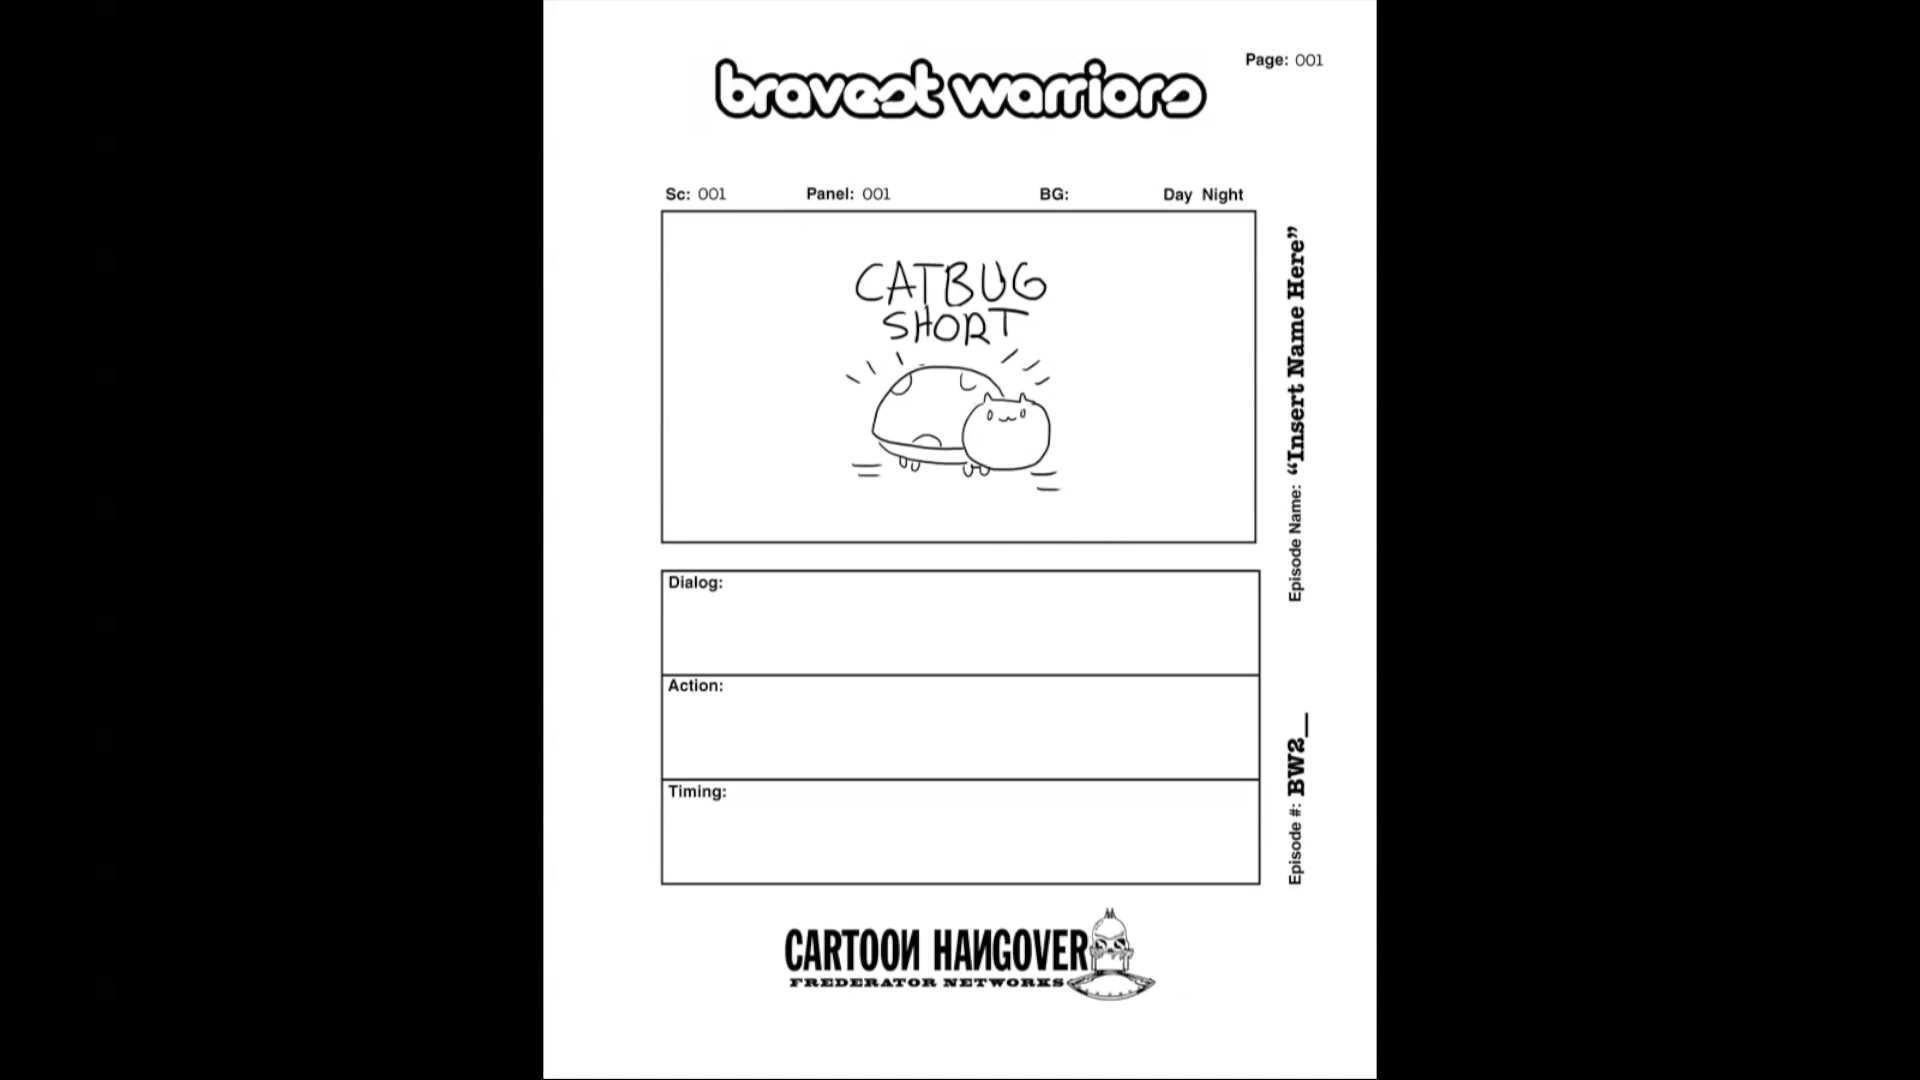 Page: 001
bravest warriors
Sc: 001 Panel: 001 BG: Day Night
CATBUG
SHORT
Episode Name: “Insert Name Here”
Dialog:
Action:
Timing:
Episode #: BW2__
CARTOON HANGOVER
FREDERATOR NETWORKS